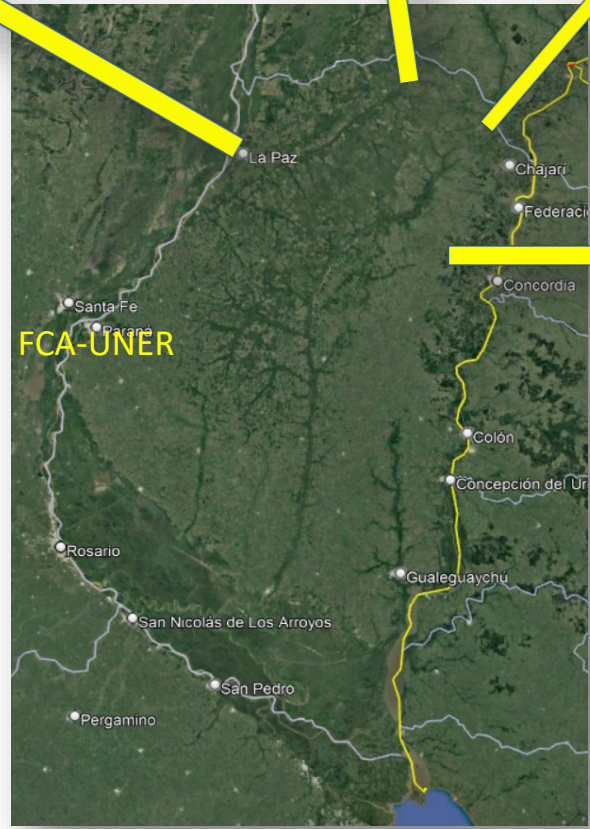 La Paz
Chajarí
Federaci
Concordia
Santa Fe
Paraná
FCA-UNER
Colón
Concepción del Ur
Rosario
Gualeguaychú
San Nicolás de Los Arroyos
San Pedro
Pergamino